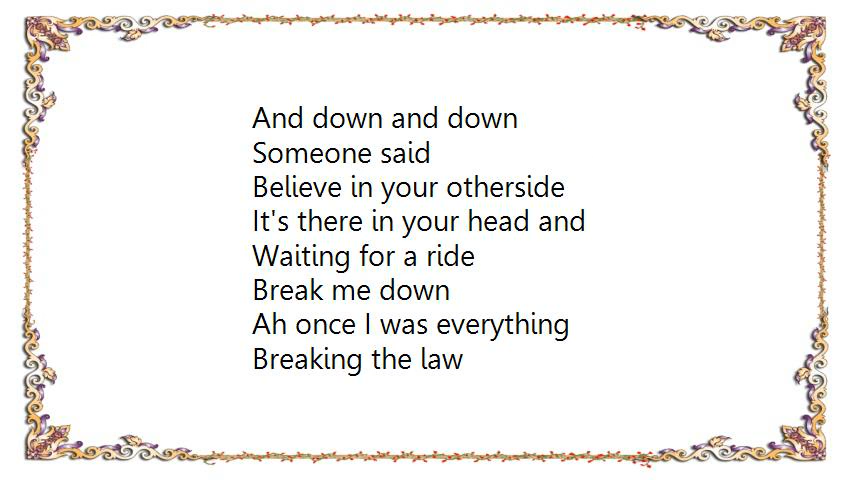 And down and down
Someone said
Believe in your otherside
It's there in your head and
Waiting for a ride
Break me down
Ah once I was everything
Breaking the law